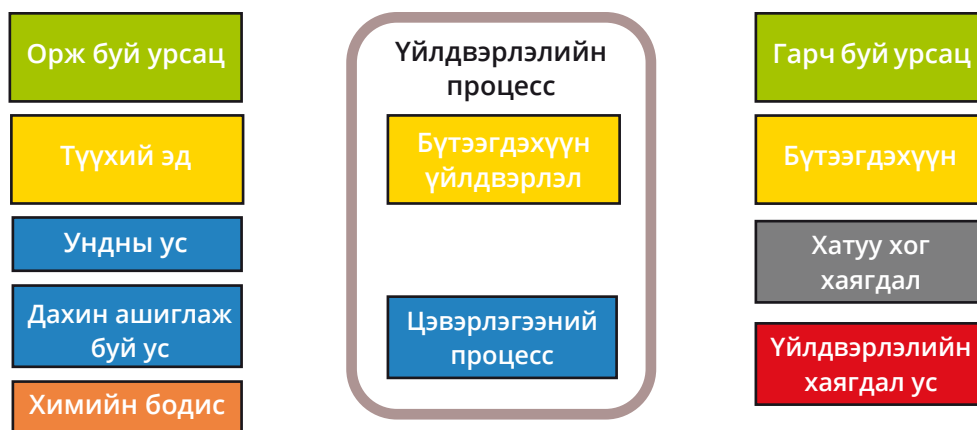 Орж буй урсац
Түүхий эд
Ундны ус
Дахин ашиглаж
буй ус
Химийн бодис
Үйлдвэрлэлийн
процесс
Бүтээгдэхүүн
үйлдвэрлэл
Цэвэрлэгээний
процесс
Гарч буй урсац
Бүтээгдэхүүн
Хатуу хог
хаягдал
Үйлдвэрлэлийн
хаягдал ус